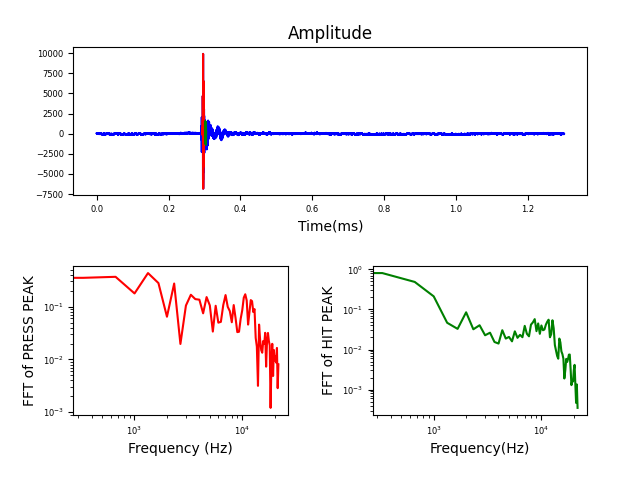 Amplitude
10000
7500
5000
2500
0
−2500
−5000
−7500
0.0 0.2 0.4 0.6 0.8 1.0 1.2
Time(ms)
FFT of PRESS PEAK
10⁻¹
10⁻²
10⁻³
10³ 10⁴
Frequency (Hz)
FFT of HIT PEAK
10⁰
10⁻¹
10⁻²
10⁻³
10³ 10⁴
Frequency(Hz)